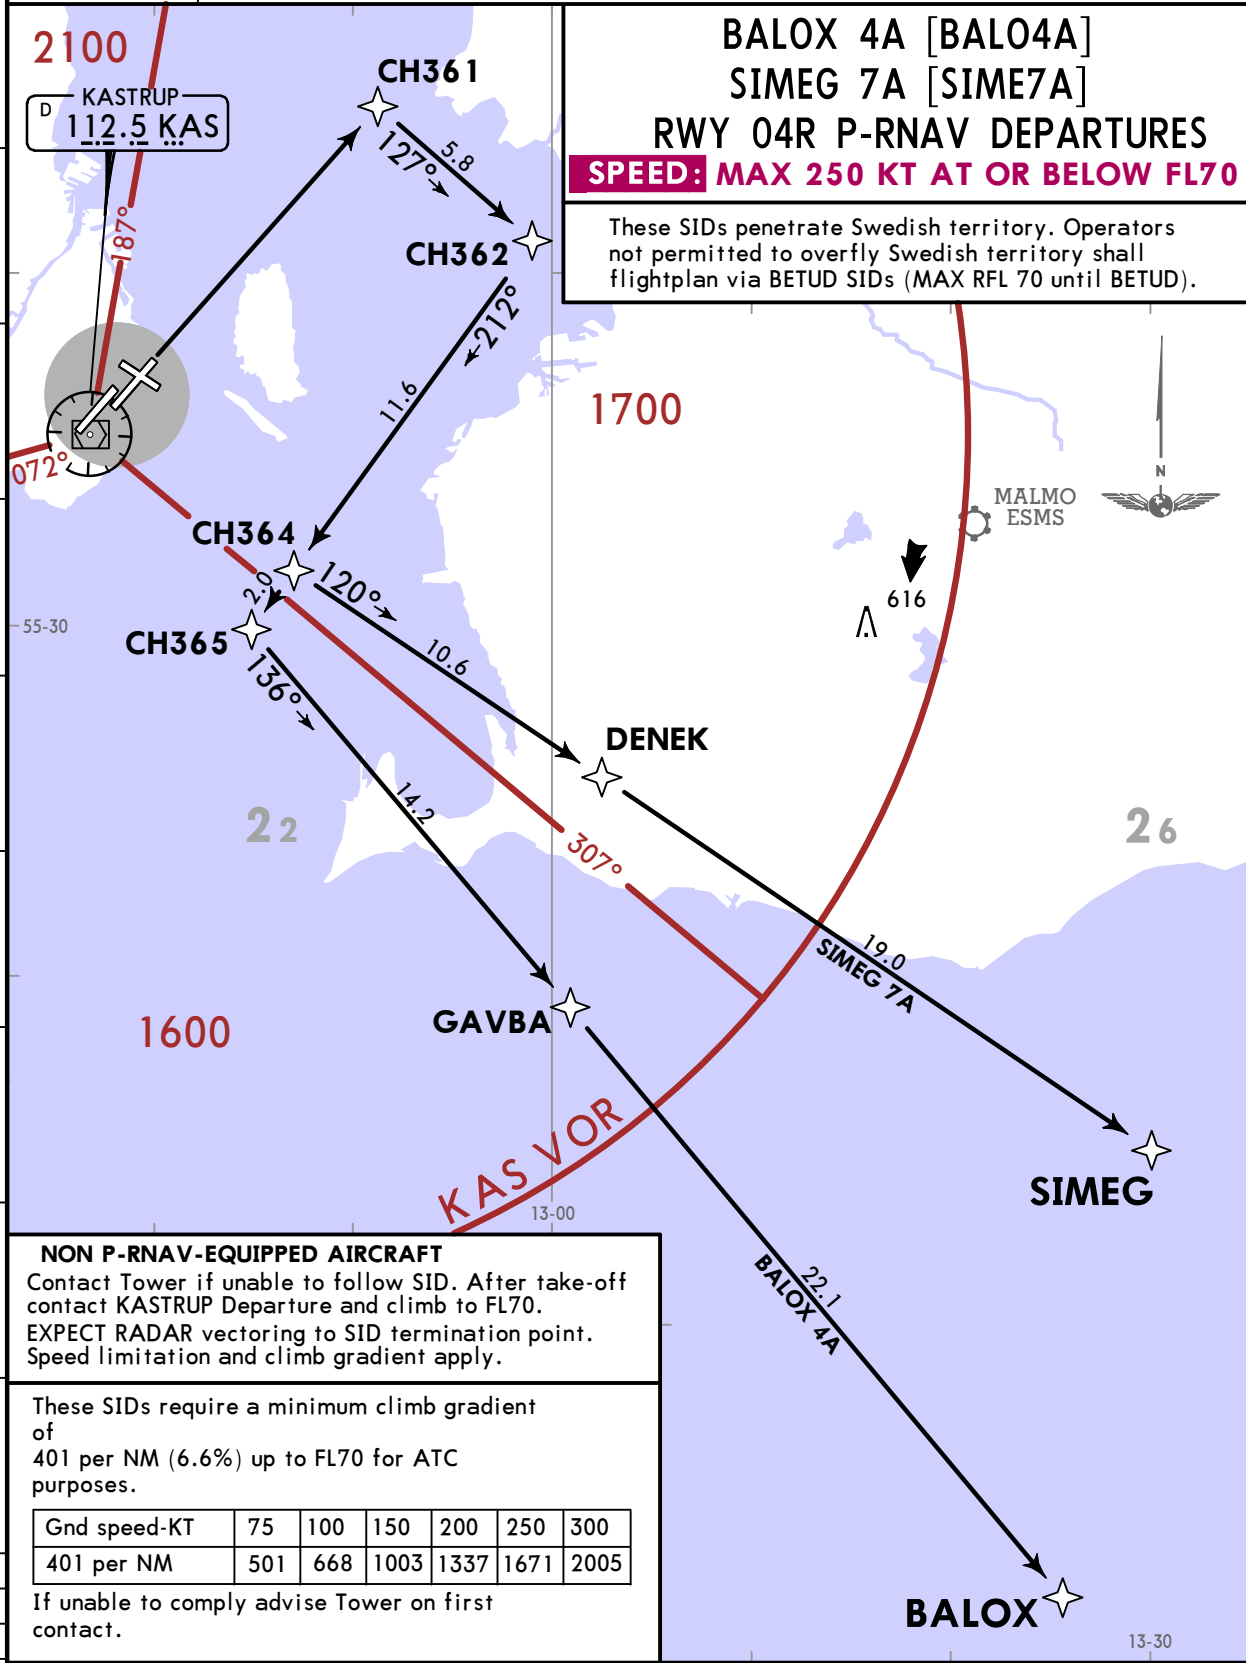 2100
D KASTRUP
112.5 KAS
BALOX 4A [BALO4A]
SIMEG 7A [SIME7A]
RWY 04R P-RNAV DEPARTURES
SPEED: MAX 250 KT AT OR BELOW FL70
These SIDs penetrate Swedish territory. Operators
not permitted to overfly Swedish territory shall
flightplan via BETUD SIDs (MAX RFL 70 until BETUD).
CH361
127°
5.8
187°
CH362
212°
11.6
1700
072°
N
MALMO
ESMS
CH364
2.0
120°
616
55-30
CH365
10.6
136°
DENEK
14.2
22
26
307°
19.0
SIMEG 7A
GAVBA
1600
KAS VOR
SIMEG
13-00
22.1
BALOX 4A
NON P-RNAV-EQUIPPED AIRCRAFT
Contact Tower if unable to follow SID. After take-off
contact KASTRUP Departure and climb to FL70.
EXPECT RADAR vectoring to SID termination point.
Speed limitation and climb gradient apply.
These SIDs require a minimum climb gradient
of
401 per NM (6.6%) up to FL70 for ATC
purposes.
Gnd speed-KT 75 100 150 200 250 300
401 per NM 501 668 1003 1337 1671 2005
If unable to comply advise Tower on first
contact.
BALOX
13-30